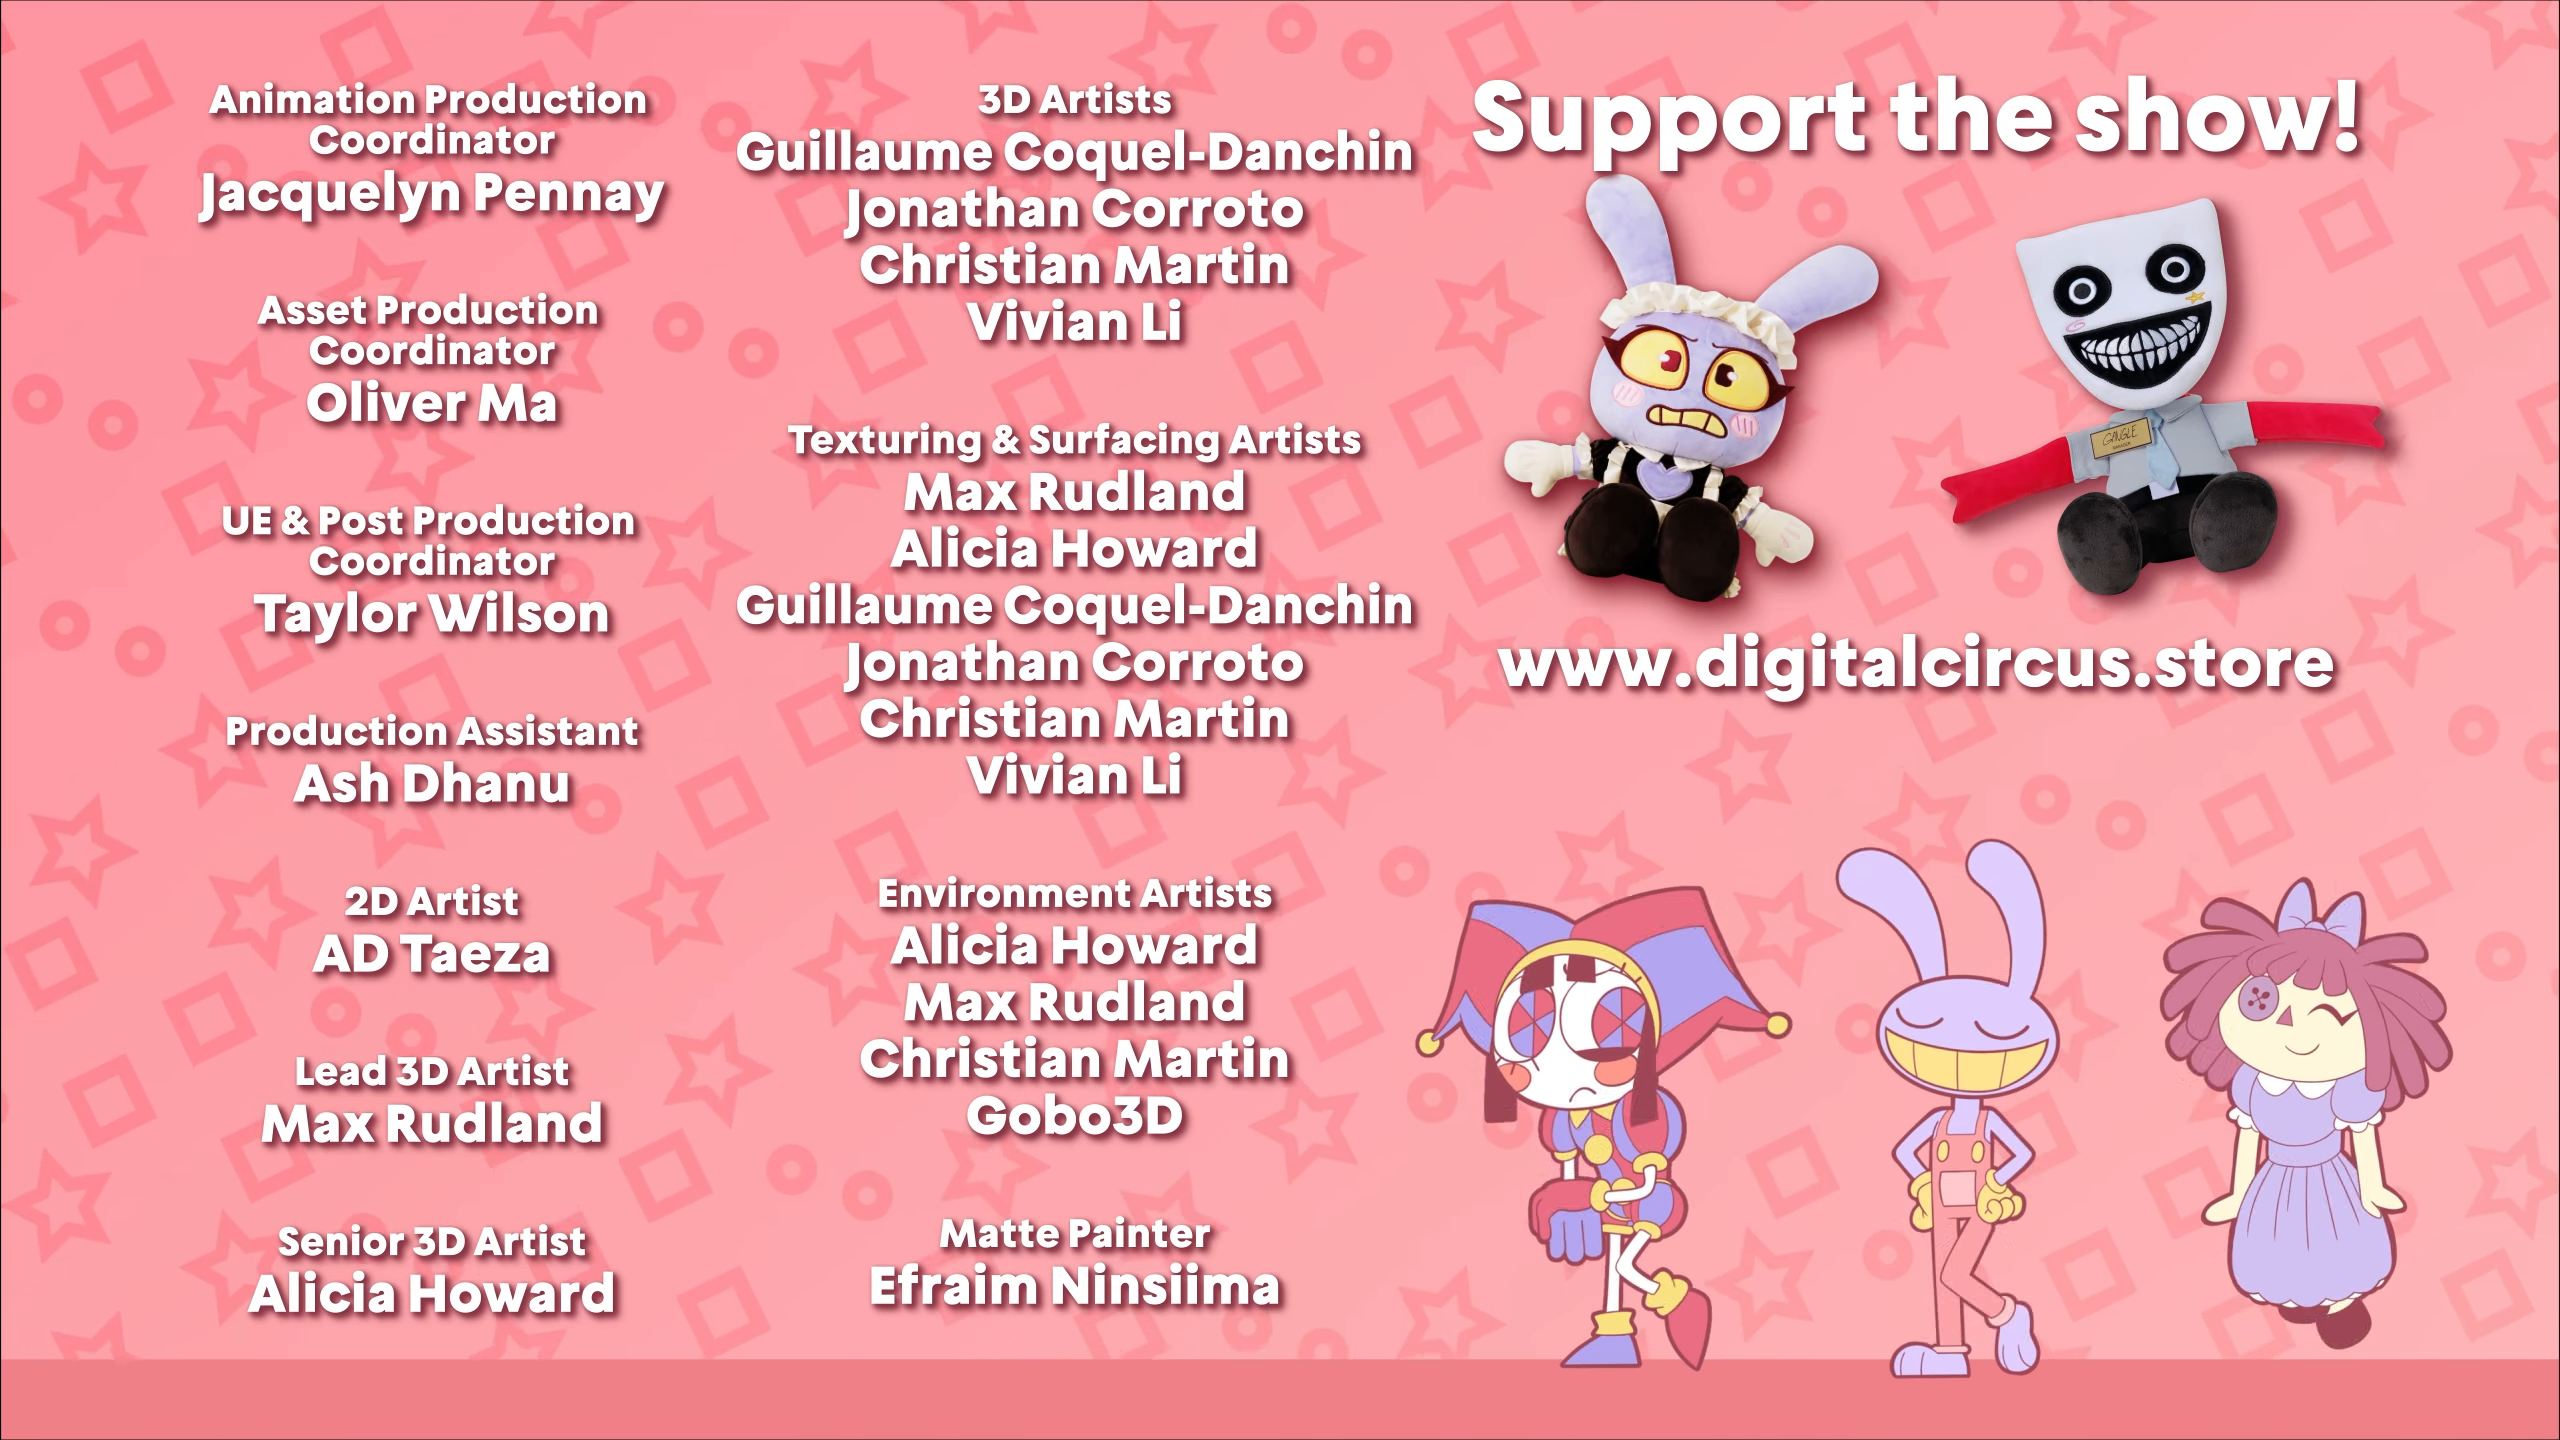 Animation Production
Coordinator
Jacquelyn Pennay
Asset Production
Coordinator
Oliver Ma
UE & Post Production
Coordinator
Taylor Wilson
Production Assistant
Ash Dhanu
2D Artist
AD Taeza
Lead 3D Artist
Max Rudland
Senior 3D Artist
Alicia Howard
3D Artists
Guillaume Coquel-Danchin
Jonathan Corroto
Christian Martin
Vivian Li
Texturing & Surfacing Artists
Max Rudland
Alicia Howard
Guillaume Coquel-Danchin
Jonathan Corroto
Christian Martin
Vivian Li
Environment Artists
Alicia Howard
Max Rudland
Christian Martin
Gobo3D
Matte Painter
Efraim Ninsiima
Support the show!
GANGLE
MANAGER
www.digitalcircus.store